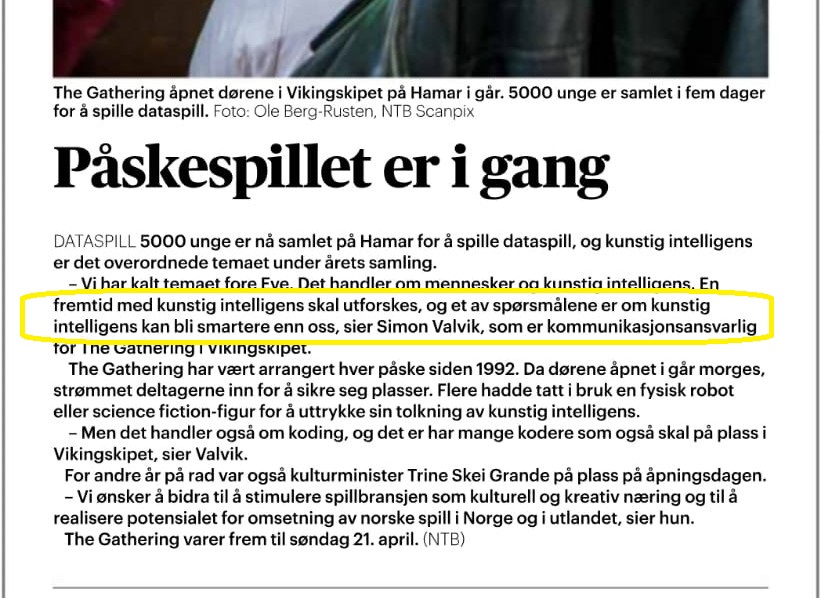 The Gathering åpnet dørene i Vikingskipet på Hamar i går. 5000 unge er samlet i fem dager
for å spille dataspill. Foto: Ole Berg-Rusten, NTB Scanpix
Påskespillet er i gang
DATASPILL 5000 unge er nå samlet på Hamar for å spille dataspill, og kunstig intelligens
er det overordnede temaet under årets samling.
– Vi har kalt temaet fore Eve. Det handler om mennesker og kunstig intelligens. En
fremtid med kunstig intelligens skal utforskes, og et av spørsmålene er om kunstig
intelligens kan bli smartere enn oss, sier Simon Valvik, som er kommunikasjonsansvarlig
for The Gathering i Vikingskipet.
The Gathering har vært arrangert hver påske siden 1992. Da dørene åpnet i går morges,
strømmet deltagerne inn for å sikre seg plasser. Flere hadde tatt i bruk en fysisk robot
eller science fiction-figur for å uttrykke sin tolkning av kunstig intelligens.
– Men det handler også om koding, og det er har mange kodere som også skal på plass i
Vikingskipet, sier Valvik.
For andre år på rad var også kulturminister Trine Skei Grande på plass på åpningsdagen.
– Vi ønsker å bidra til å stimulere spillbransjen som kulturell og kreativ næring og til å
realisere potensialet for omsetning av norske spill i Norge og i utlandet, sier hun.
The Gathering varer frem til søndag 21. april. (NTB)